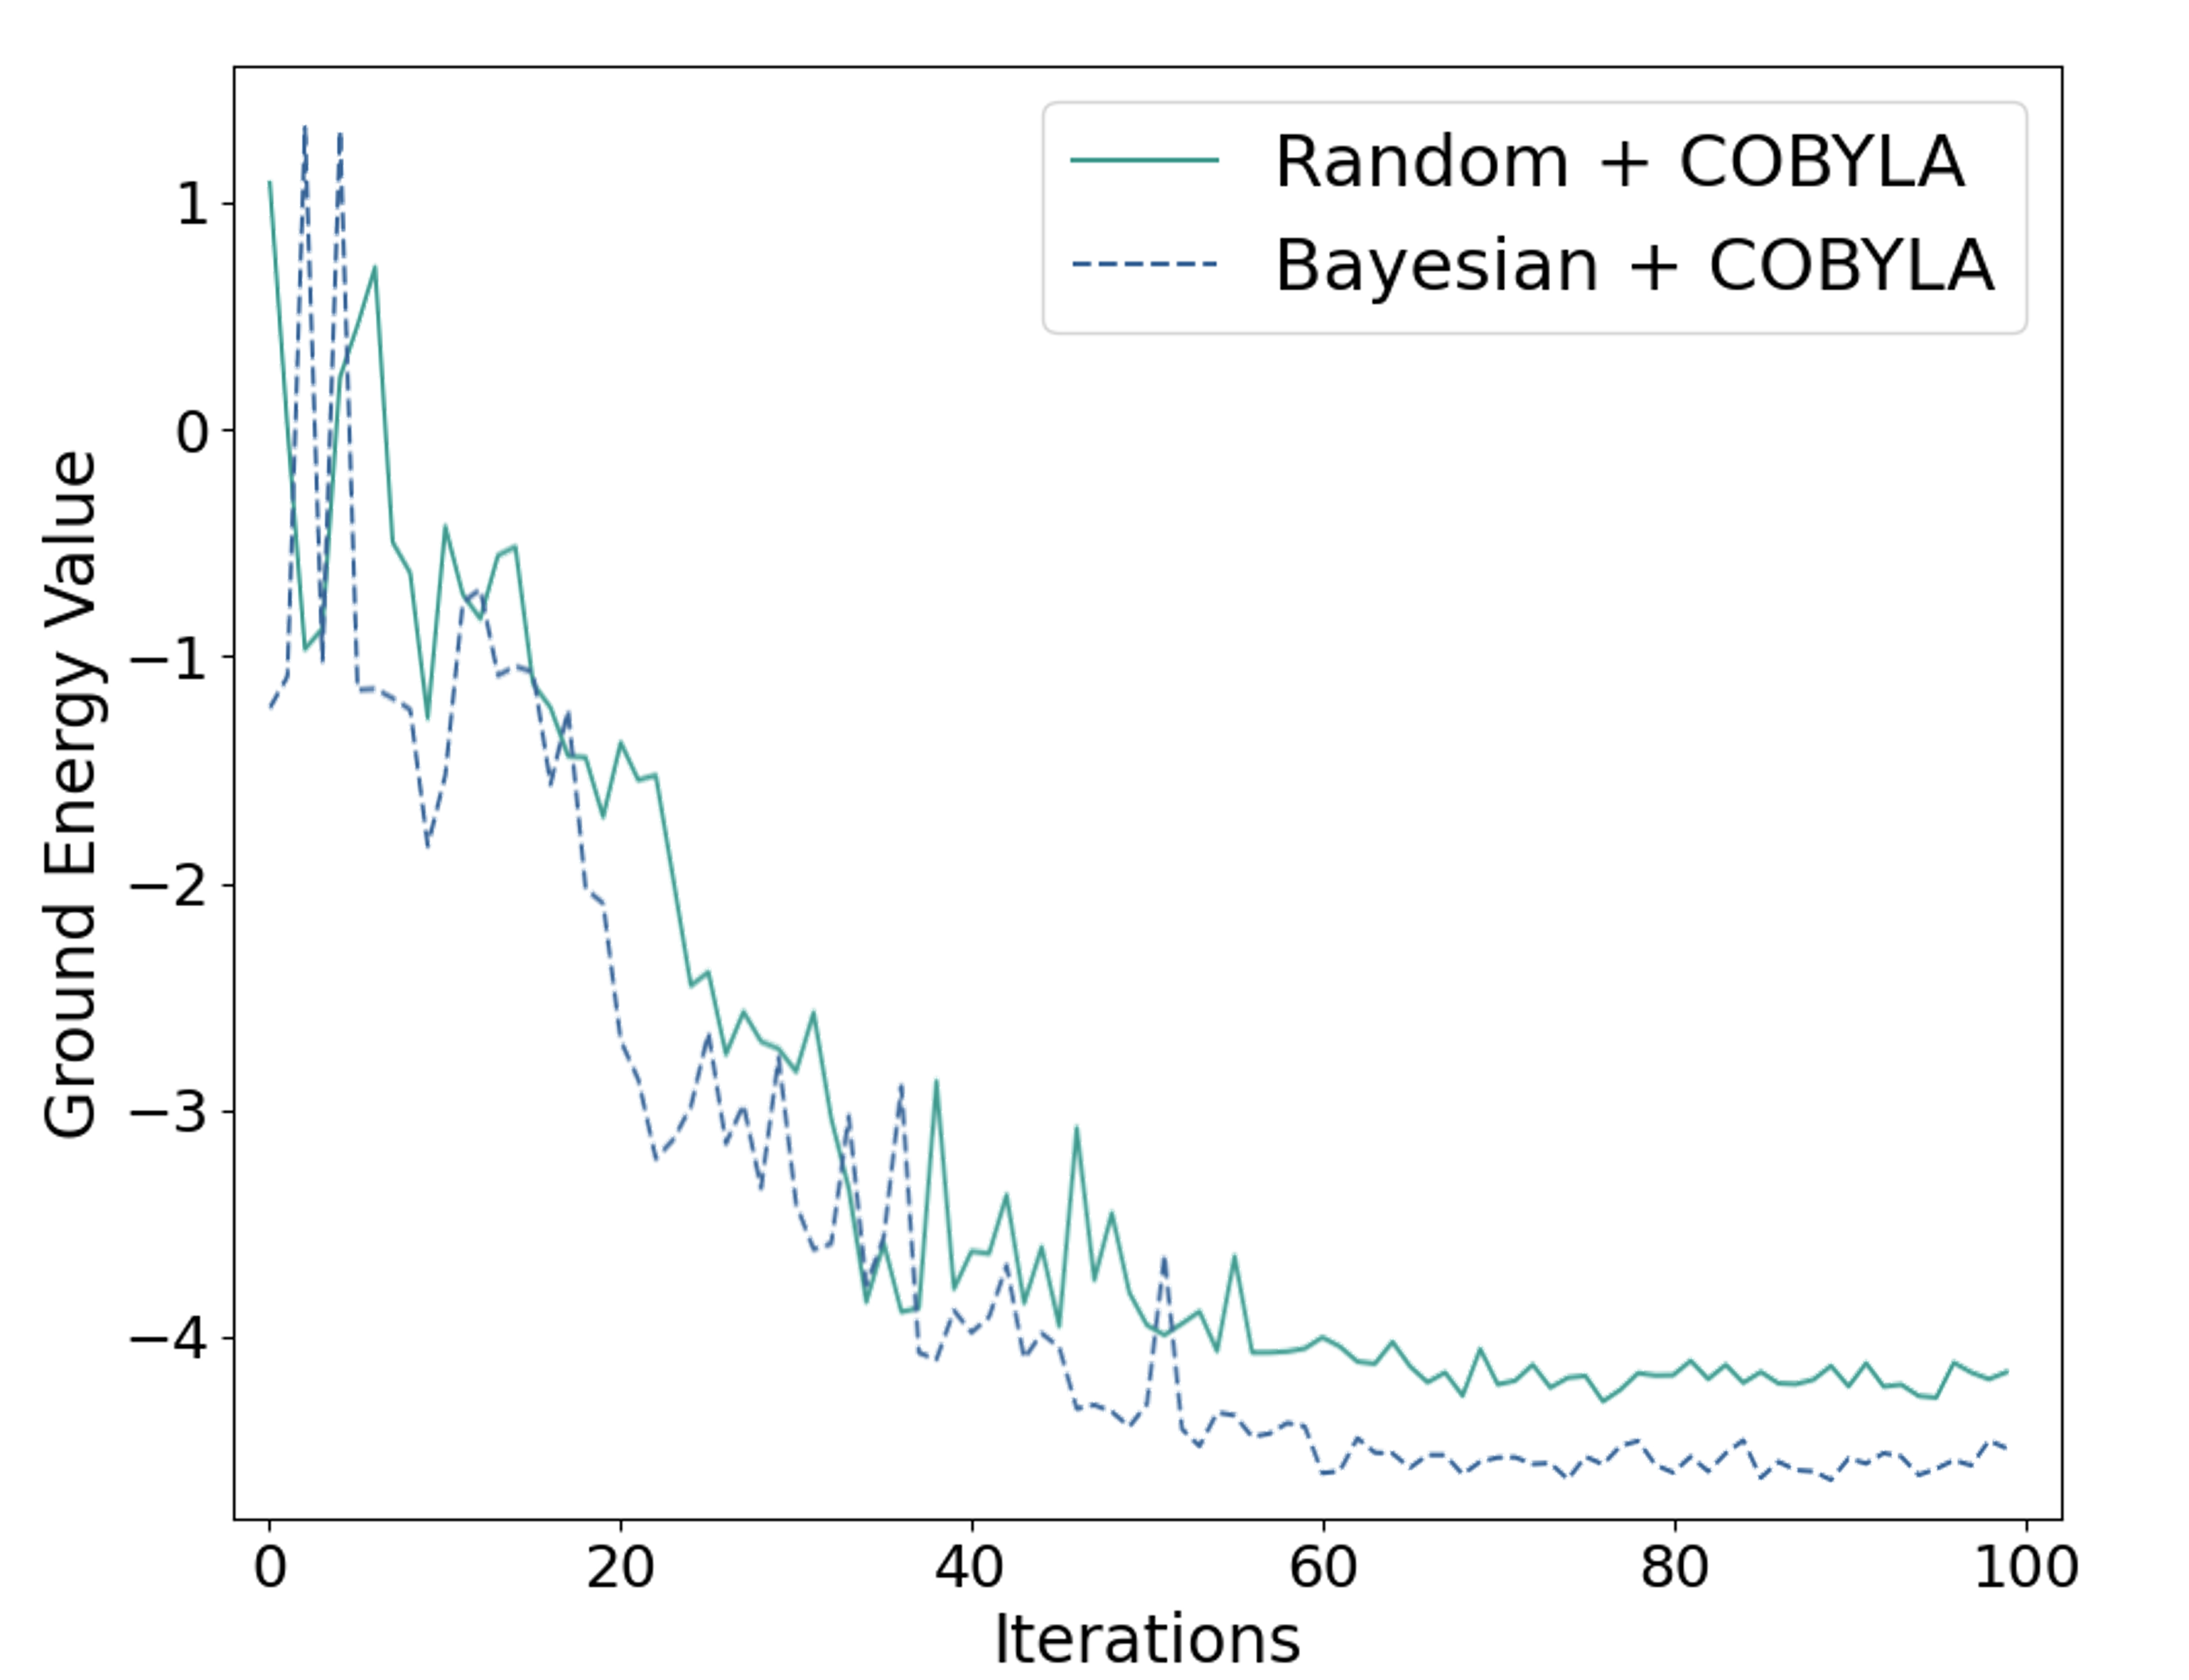 Random + COBYLA
Bayesian + COBYLA
1
0
−1
−2
−3
−4
Ground Energy Value
0 20 40 60 80 100
Iterations